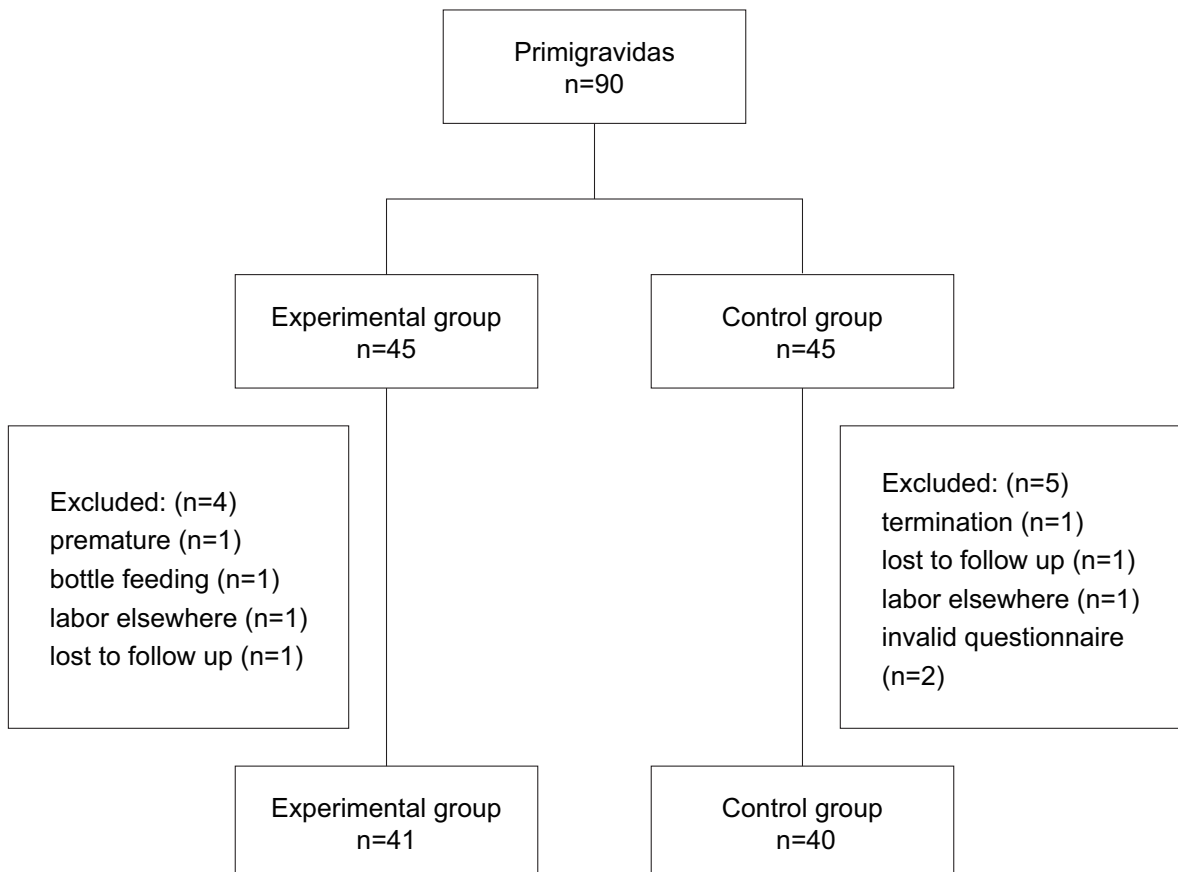 Primigravidas
n=90
Experimental group
n=45
Control group
n=45
Excluded: (n=4)
premature (n=1)
bottle feeding (n=1)
labor elsewhere (n=1)
lost to follow up (n=1)
Excluded: (n=5)
termination (n=1)
lost to follow up (n=1)
labor elsewhere (n=1)
invalid questionnaire
(n=2)
Experimental group
n=41
Control group
n=40